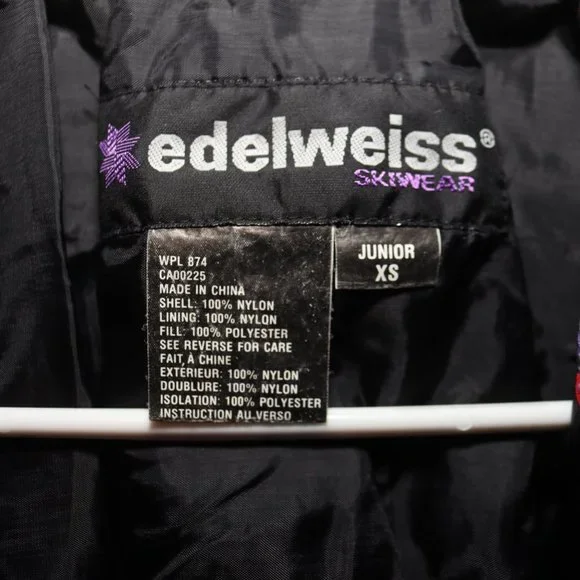 edelweiss®
SKIWEAR
WPL 874
CA00225
MADE IN CHINA
SHELL: 100% NYLON
LINING: 100% NYLON
FILL: 100% POLYESTER
SEE REVERSE FOR CARE
FAIT À CHINE
EXTÉRIEUR: 100% NYLON
DOUBLURE: 100% NYLON
ISOLATION: 100% POLYESTER
INSTRUCTION AU VERSO
JUNIOR
XS